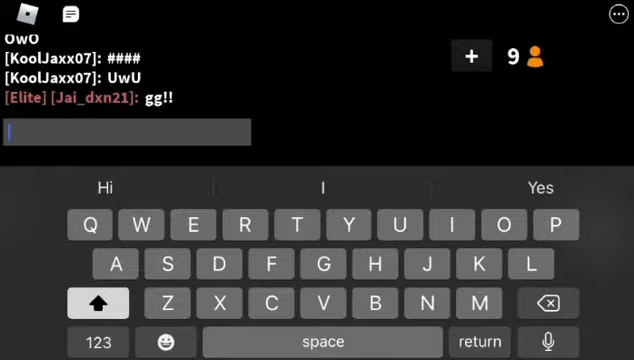 OwO
[KoolJaxx07]: ####
[KoolJaxx07]: UwU
[Elite] [Jai_dxn21]: gg!!
+ 9
Hi I Yes
Q W E R T Y U I O P
A S D F G H J K L
Z X C V B N M
123 space return